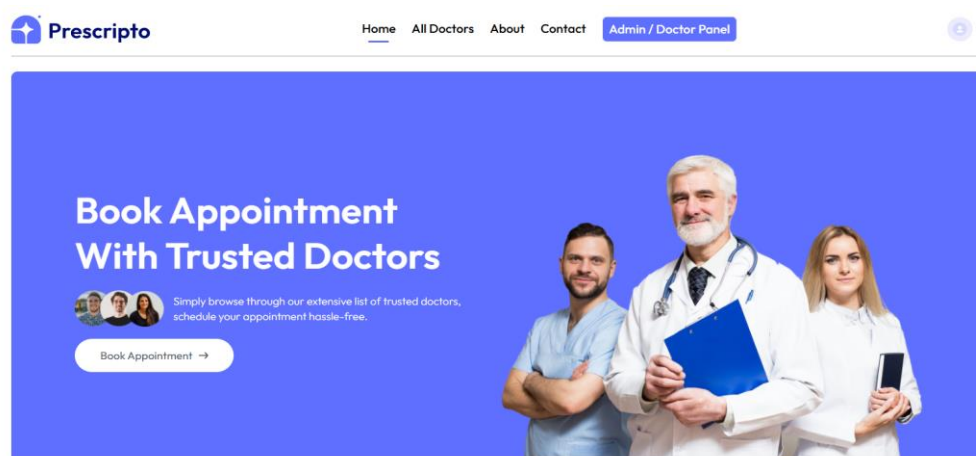 Prescripto
Home All Doctors About Contact Admin / Doctor Panel
Book Appointment
With Trusted Doctors
Simply browse through our extensive list of trusted doctors,
schedule your appointment hassle-free.
Book Appointment →